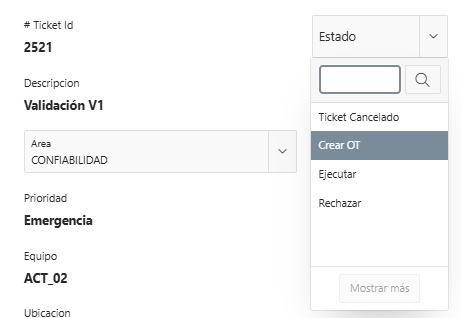 # Ticket Id
2521
Descripcion
Validación V1
Area
CONFIABILIDAD
Prioridad
Emergencia
Equipo
ACT_02
Ubicacion
Estado
Ticket Cancelado
Crear OT
Ejecutar
Rechazar
Mostrar más